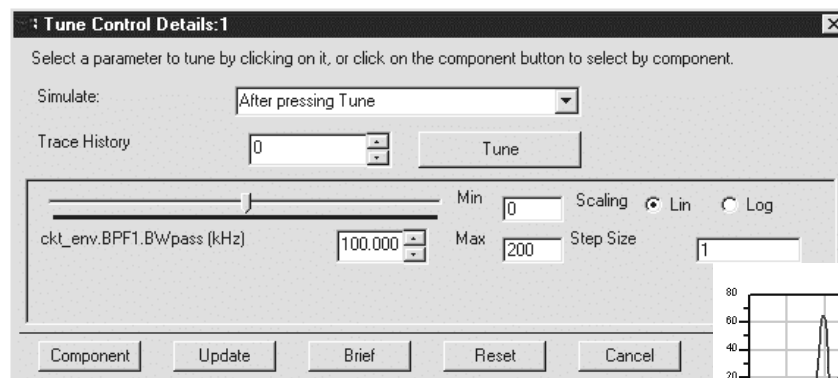 Tune Control Details:1
Select a parameter to tune by clicking on it, or click on the component button to select by component.
Simulate: After pressing Tune
Trace History 0 Tune
Min 0 Scaling Lin Log
ckt_env.BPF1.BWpass (kHz) 100.000 Max 200 Step Size 1
Component Update Brief Reset Cancel
80
60
40
20